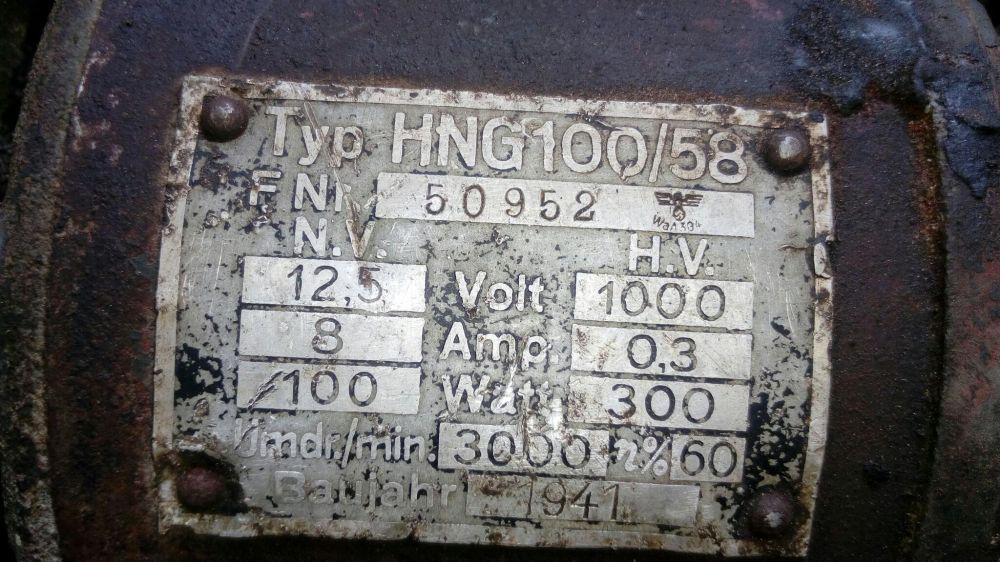 Typ HNG100/58
F Nr. 50952
N.V. H.V.
12,5 Volt 1000
8 Amp 0,3
100 Watt 300
Umdr./min. 3000 η% 60
Baujahr 1941